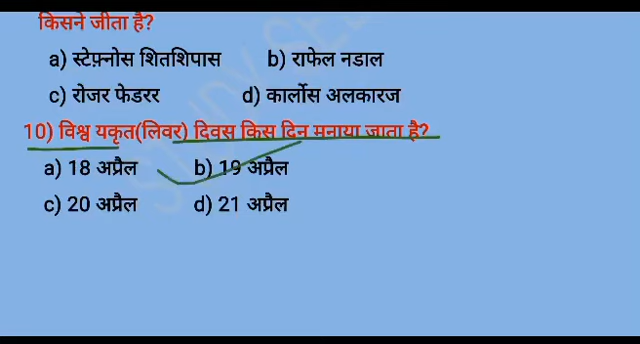 किसने जीता है?
a) स्टेफ़्नोस शितशिपास b) राफेल नडाल
c) रोजर फेडरर d) कार्लोस अलकारज
10) विश्व यकृत(लिवर) दिवस किस दिन मनाया जाता है?
a) 18 अप्रैल b) 19 अप्रैल
c) 20 अप्रैल d) 21 अप्रैल